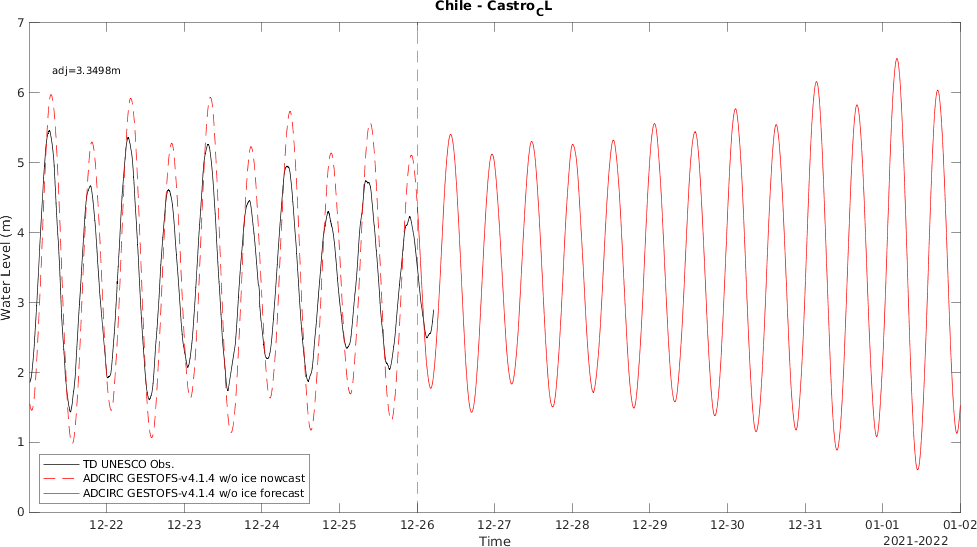 Chile - Castro_CL
7
adj=3.3498m
6
5
4
Water Level (m)
3
2
1
TD UNESCO Obs.
ADCIRC GESTOFS-v4.1.4 w/o ice nowcast
ADCIRC GESTOFS-v4.1.4 w/o ice forecast
0
12-22 12-23 12-24 12-25 12-26 12-27 12-28 12-29 12-30 12-31 01-01 01-02
Time
2021-2022